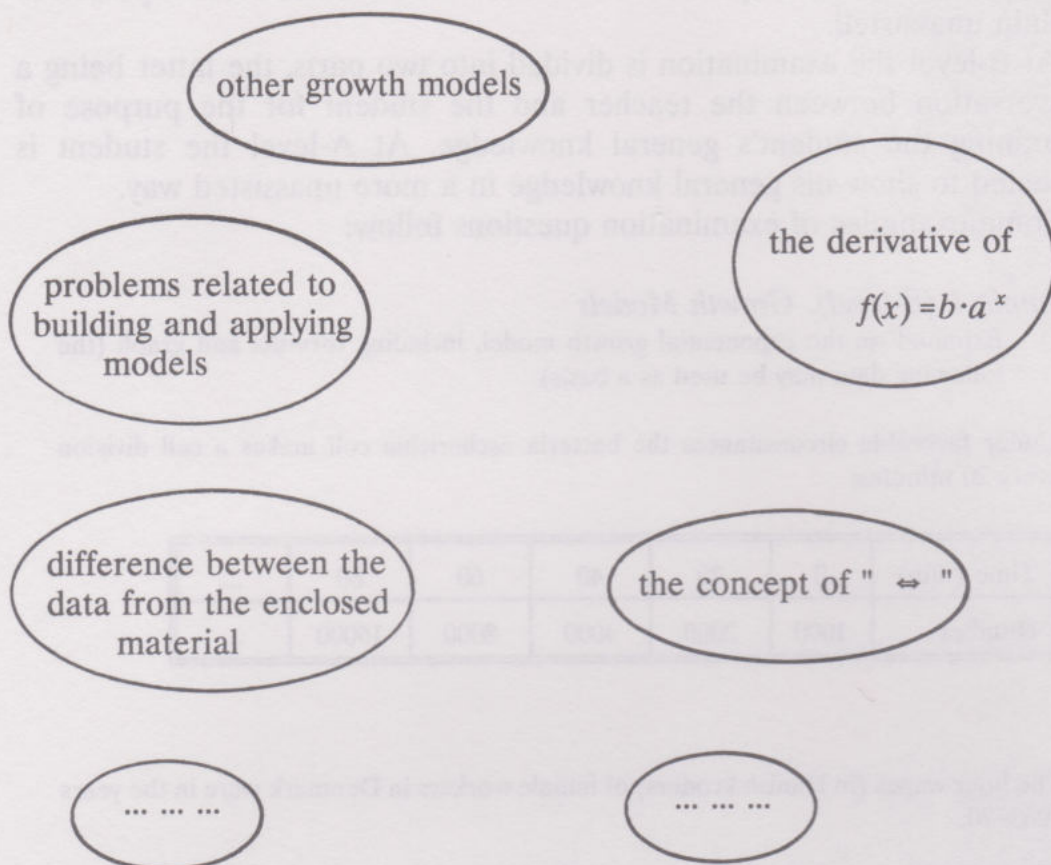 other growth models
the derivative of
f(x)=b·a^x
problems related to
building and applying
models
difference between the
data from the enclosed
material
the concept of " ↔ "
... ... ...
... ... ...